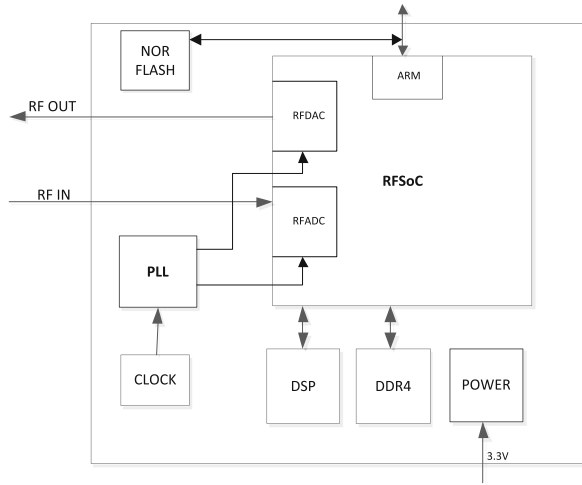 NOR
FLASH
ARM
RF OUT
RFDAC
RFSoC
RF IN
RFADC
PLL
CLOCK
DSP
DDR4
POWER
3.3V